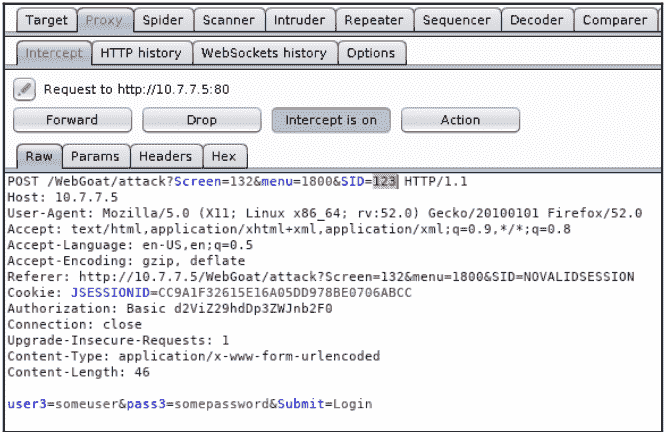 Target Proxy Spider Scanner Intruder Repeater Sequencer Decoder Comparer
Intercept HTTP history WebSockets history Options
Request to http://10.7.7.5:80
Forward Drop Intercept is on Action
Raw Params Headers Hex
POST /WebGoat/attack?Screen=132&menu=1800&SID=123 HTTP/1.1
Host: 10.7.7.5
User-Agent: Mozilla/5.0 (X11; Linux x86_64; rv:52.0) Gecko/20100101 Firefox/52.0
Accept: text/html,application/xhtml+xml,application/xml;q=0.9,*/*;q=0.8
Accept-Language: en-US,en;q=0.5
Accept-Encoding: gzip, deflate
Referer: http://10.7.7.5/WebGoat/attack?Screen=132&menu=1800&SID=NOVALIDSESSION
Cookie: JSESSIONID=CC9A1F32615E16A05DD978BE0706ABCC
Authorization: Basic d2ViZ29hdDp3ZWJnb2F0
Connection: close
Upgrade-Insecure-Requests: 1
Content-Type: application/x-www-form-urlencoded
Content-Length: 46
user3=someuser&pass3=somepassword&Submit=Login